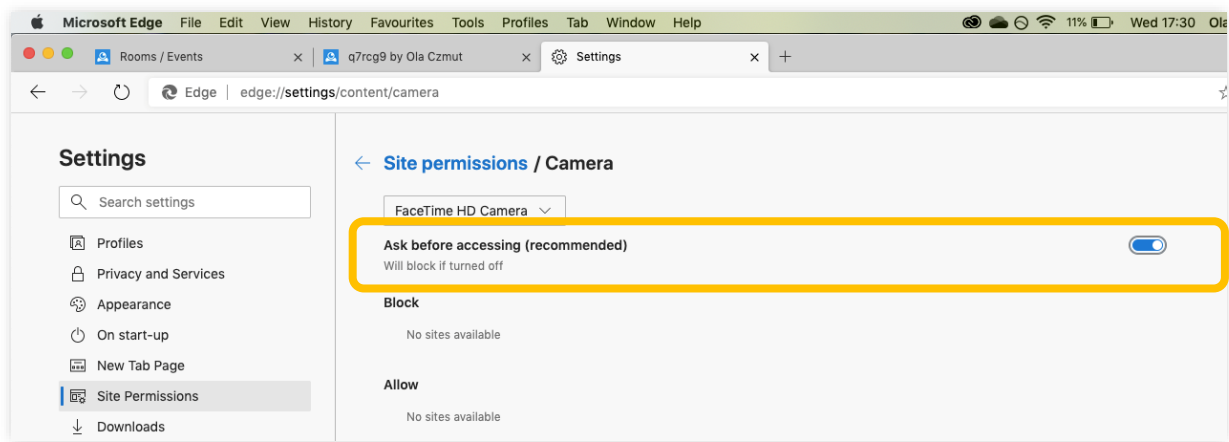 Microsoft Edge File Edit View History Favourites Tools Profiles Tab Window Help 11% Wed 17:30 Ola
Rooms / Events q7rcg9 by Ola Czmut Settings
Edge edge://settings/content/camera
Settings
Search settings
Profiles
Privacy and Services
Appearance
On start-up
New Tab Page
Site Permissions
Downloads
Site permissions / Camera
FaceTime HD Camera
Ask before accessing (recommended)
Will block if turned off
Block
No sites available
Allow
No sites available